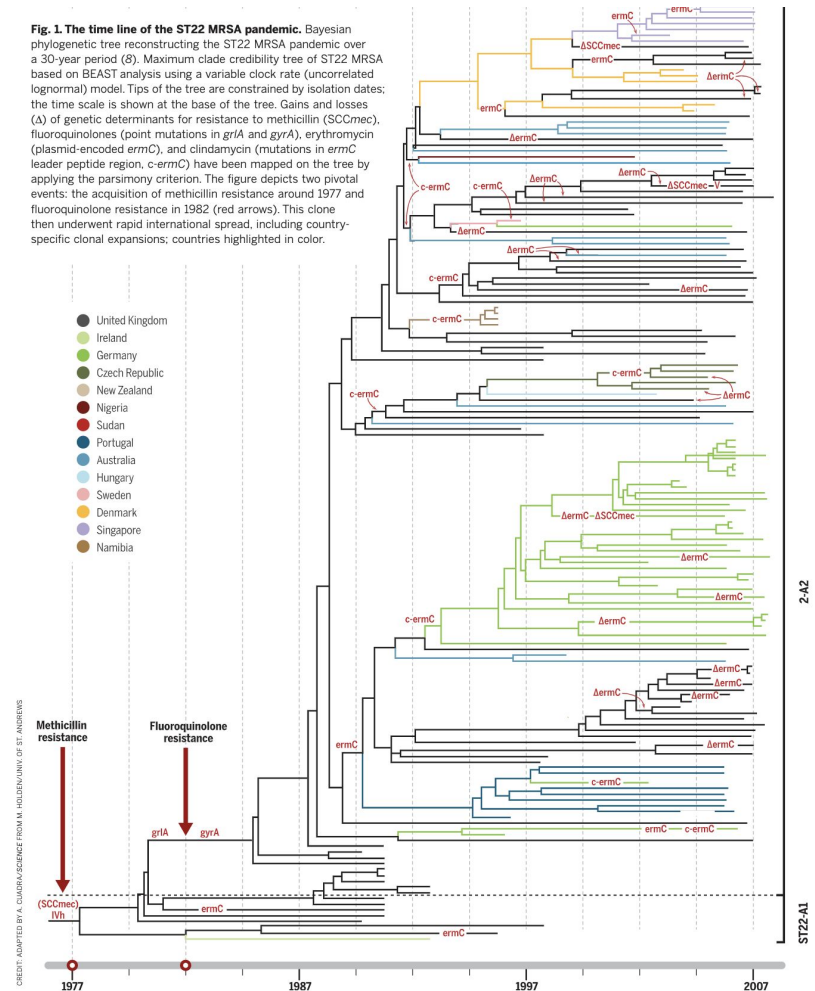 Fig. 1. The time line of the ST22 MRSA pandemic. Bayesian
phylogenetic tree reconstructing the ST22 MRSA pandemic over
a 30-year period (8). Maximum clade credibility tree of ST22 MRSA
based on BEAST analysis using a variable clock rate (uncorrelated
lognormal) model. Tips of the tree are constrained by isolation dates;
the time scale is shown at the base of the tree. Gains and losses
(Δ) of genetic determinants for resistance to methicillin (SCCmec),
fluoroquinolones (point mutations in grlA and gyrA), erythromycin
(plasmid-encoded ermC), and clindamycin (mutations in ermC
leader peptide region, c-ermC) have been mapped on the tree by
applying the parsimony criterion. The figure depicts two pivotal
events: the acquisition of methicillin resistance around 1977 and
fluoroquinolone resistance in 1982 (red arrows). This clone
then underwent rapid international spread, including country-
specific clonal expansions; countries highlighted in color.
United Kingdom
Ireland
Germany
Czech Republic
New Zealand
Nigeria
Sudan
Portugal
Australia
Hungary
Sweden
Denmark
Singapore
Namibia
ermC
ermC
ΔSCCmec
ermC
ΔermC
ermC
ΔermC
ΔermC
ΔermC
c-ermC
c-ermC
ΔSCCmec–V
ΔermC
ΔermC
c-ermC
ΔermC
c-ermC
c-ermC
c-ermC
ΔermC
ΔermC–ΔSCCmec
ΔermC
ΔermC
c-ermC
ΔermC
ΔermC
ΔermC
ΔermC
ΔermC
ermC
ΔermC
c-ermC
ermC
c-ermC
Methicillin
resistance
Fluoroquinolone
resistance
grlA
gyrA
(SCCmec)
IVh
ermC
ermC
2-A2
ST22-A1
1977
1987
1997
2007
CREDIT: ADAPTED BY A. CUADRA/SCIENCE FROM M. HOLDEN/UNIV. OF ST. ANDREWS